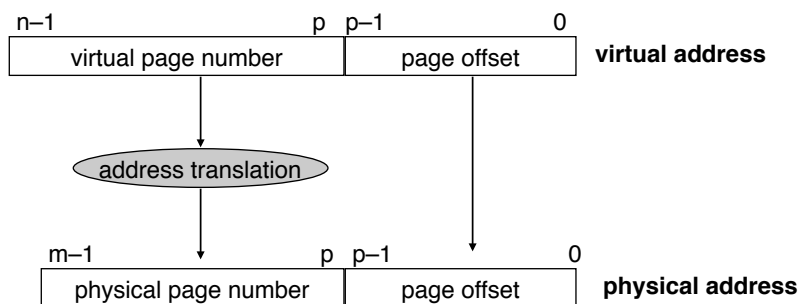 n–1 p p–1 0
virtual page number page offset virtual address
address translation
m–1 p p–1 0
physical page number page offset physical address